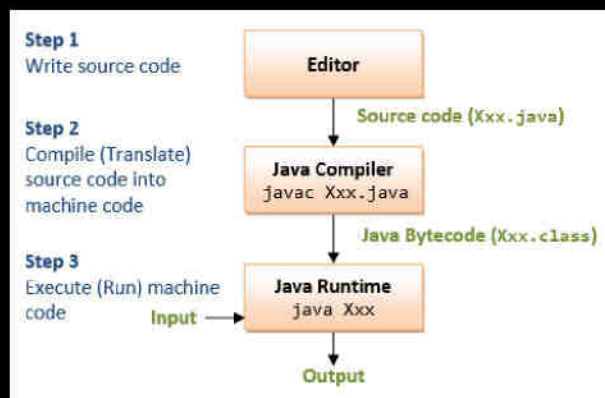 Step 1
Write source code
Editor
Source code (Xxx.java)
Step 2
Compile (Translate)
source code into
machine code
Java Compiler
javac Xxx.java
Java Bytecode (Xxx.class)
Step 3
Execute (Run) machine
code
Java Runtime
java Xxx
Input
Output